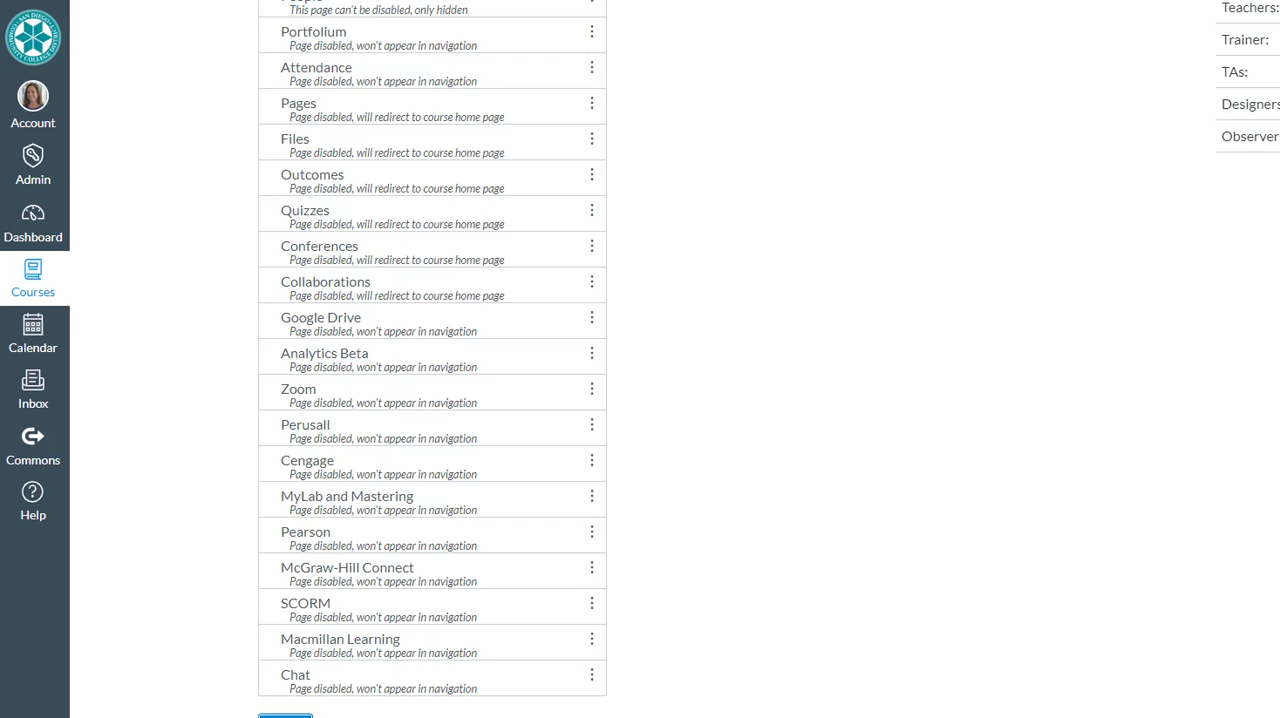 This page can't be disabled, only hidden
Portfolium
Page disabled, won't appear in navigation
Attendance
Page disabled, won't appear in navigation
Pages
Page disabled, will redirect to course home page
Files
Page disabled, will redirect to course home page
Outcomes
Page disabled, will redirect to course home page
Quizzes
Page disabled, will redirect to course home page
Conferences
Page disabled, will redirect to course home page
Collaborations
Page disabled, will redirect to course home page
Google Drive
Page disabled, won't appear in navigation
Analytics Beta
Page disabled, won't appear in navigation
Zoom
Page disabled, won't appear in navigation
Perusall
Page disabled, won't appear in navigation
Cengage
Page disabled, won't appear in navigation
MyLab and Mastering
Page disabled, won't appear in navigation
Pearson
Page disabled, won't appear in navigation
McGraw-Hill Connect
Page disabled, won't appear in navigation
SCORM
Page disabled, won't appear in navigation
Macmillan Learning
Page disabled, won't appear in navigation
Chat
Page disabled, won't appear in navigation
SAN DIEGO
COMMUNITY COLLEGE DISTRICT
Account
Admin
Dashboard
Courses
Calendar
Inbox
Commons
Help
Teachers:
Trainer:
TAs:
Designers
Observer